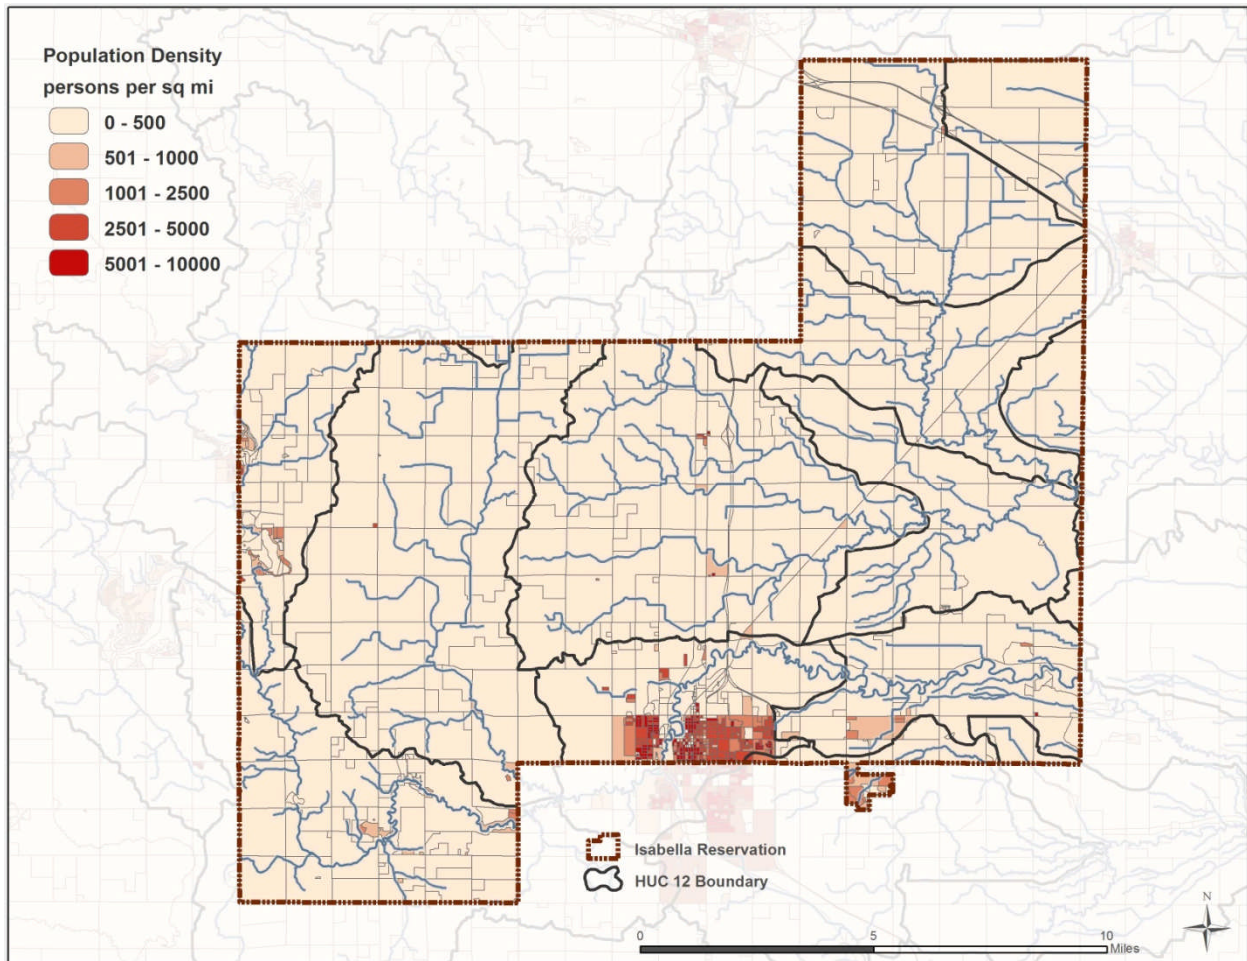 Population Density
persons per sq mi
0 - 500
501 - 1000
1001 - 2500
2501 - 5000
5001 - 10000
Isabella Reservation
HUC 12 Boundary
N
0 5 10
Miles